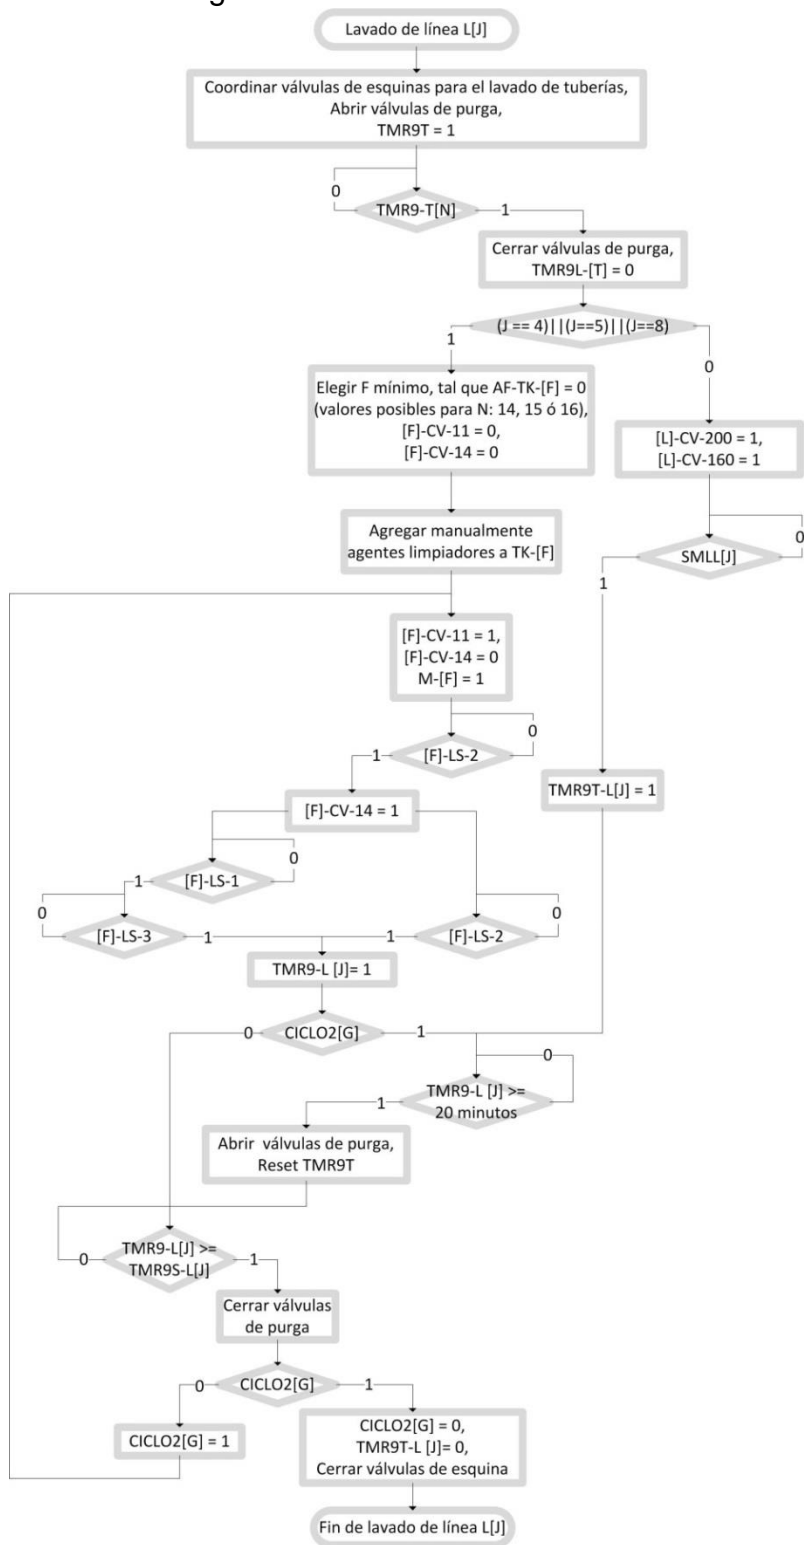 Lavado de línea L[J]
Coordinar válvulas de esquinas para el lavado de tuberías,
Abrir válvulas de purga,
TMR9T = 1
0
TMR9-T[N]
1
Cerrar válvulas de purga,
TMR9L-[T] = 0
(J == 4)||(J==5)||(J==8)
1
0
Elegir F mínimo, tal que AF-TK-[F] = 0
(valores posibles para N: 14, 15 ó 16),
[F]-CV-11 = 0,
[F]-CV-14 = 0
[L]-CV-200 = 1,
[L]-CV-160 = 1
Agregar manualmente
agentes limpiadores a TK-[F]
0
SMLL[J]
1
[F]-CV-11 = 1,
[F]-CV-14 = 0
M-[F] = 1
0
1
[F]-LS-2
TMR9T-L[J] = 1
[F]-CV-14 = 1
0
1
[F]-LS-1
0
[F]-LS-3
1
1
[F]-LS-2
0
TMR9-L [J]= 1
0
CICLO2[G]
1
0
TMR9-L [J] >=
20 minutos
1
Abrir válvulas de purga,
Reset TMR9T
0
TMR9-L[J] >=
TMR9S-L[J]
1
Cerrar válvulas
de purga
0
CICLO2[G]
1
CICLO2[G] = 1
CICLO2[G] = 0,
TMR9T-L [J]= 0,
Cerrar válvulas de esquina
Fin de lavado de línea L[J]